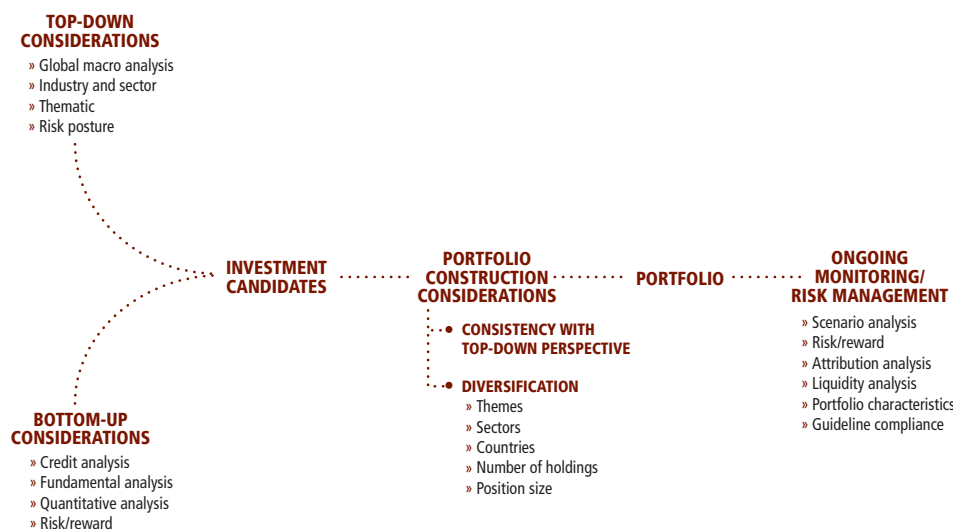 TOP-DOWN
CONSIDERATIONS
» Global macro analysis
» Industry and sector
» Thematic
» Risk posture
INVESTMENT
CANDIDATES
BOTTOM-UP
CONSIDERATIONS
» Credit analysis
» Fundamental analysis
» Quantitative analysis
» Risk/reward
PORTFOLIO
CONSTRUCTION
CONSIDERATIONS
• CONSISTENCY WITH
TOP-DOWN PERSPECTIVE
• DIVERSIFICATION
» Themes
» Sectors
» Countries
» Number of holdings
» Position size
PORTFOLIO
ONGOING
MONITORING/
RISK MANAGEMENT
» Scenario analysis
» Risk/reward
» Attribution analysis
» Liquidity analysis
» Portfolio characteristics
» Guideline compliance